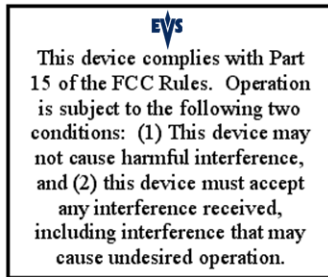 EVS
This device complies with Part
15 of the FCC Rules. Operation
is subject to the following two
conditions: (1) This device may
not cause harmful interference,
and (2) this device must accept
any interference received,
including interference that may
cause undesired operation.